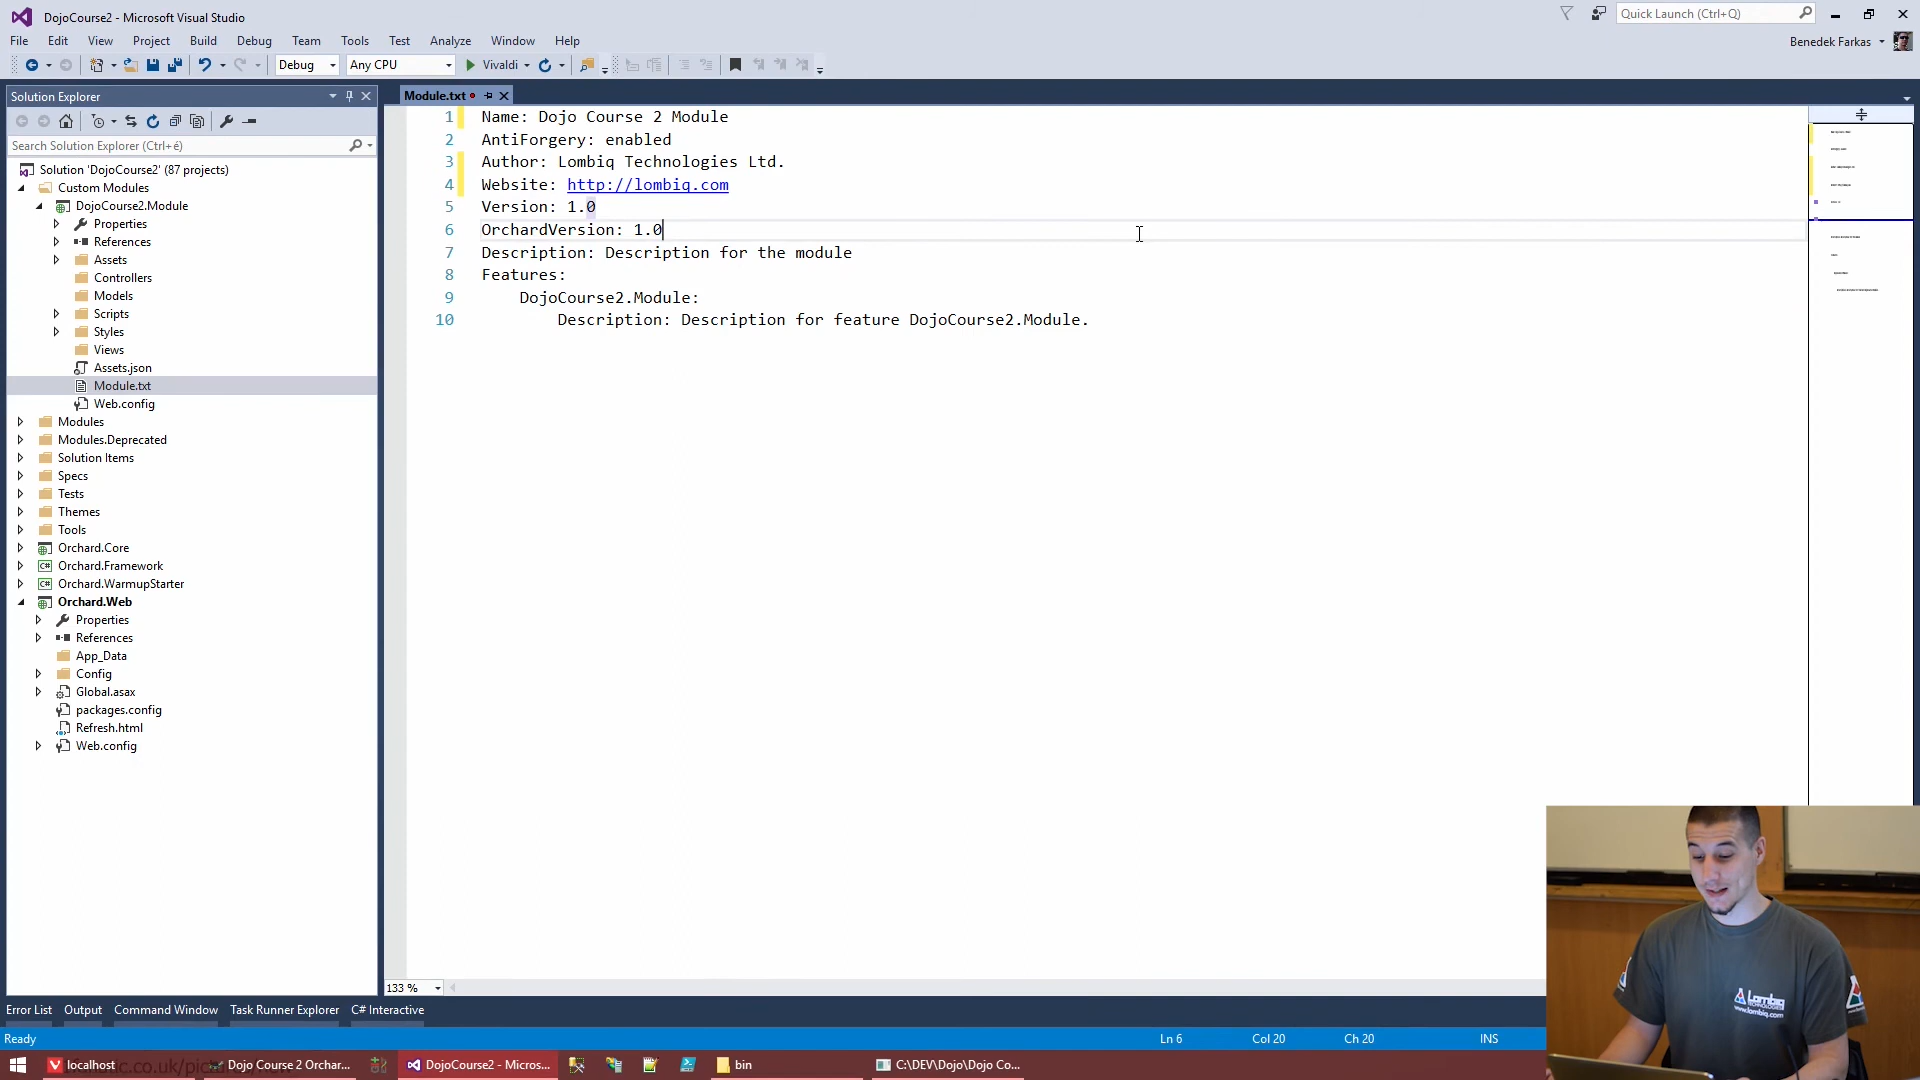 DojoCourse2 - Microsoft Visual Studio
Quick Launch (Ctrl+Q)
File Edit View Project Build Debug Team Tools Test Analyze Window Help
Benedek Farkas
Debug Any CPU Vivaldi
Solution Explorer
Search Solution Explorer (Ctrl+é)
Solution 'DojoCourse2' (87 projects)
Custom Modules
DojoCourse2.Module
Properties
References
Assets
Controllers
Models
Scripts
Styles
Views
Assets.json
Module.txt
Web.config
Modules
Modules.Deprecated
Solution Items
Specs
Tests
Themes
Tools
Orchard.Core
Orchard.Framework
Orchard.WarmupStarter
Orchard.Web
Properties
References
App_Data
Config
Global.asax
packages.config
Refresh.html
Web.config
Module.txt
1 Name: Dojo Course 2 Module
2 AntiForgery: enabled
3 Author: Lombiq Technologies Ltd.
4 Website: http://lombiq.com
5 Version: 1.0
6 OrchardVersion: 1.0
7 Description: Description for the module
8 Features:
9 DojoCourse2.Module:
10 Description: Description for feature DojoCourse2.Module.
133 %
Lombiq
TECHNOLOGIES
www.lombiq.com
Error List Output Command Window Task Runner Explorer C# Interactive
Ready Ln 6 Col 20 Ch 20 INS
localhost Dojo Course 2 Orchar... DojoCourse2 - Micros... bin C:\DEV\Dojo\Dojo Co...